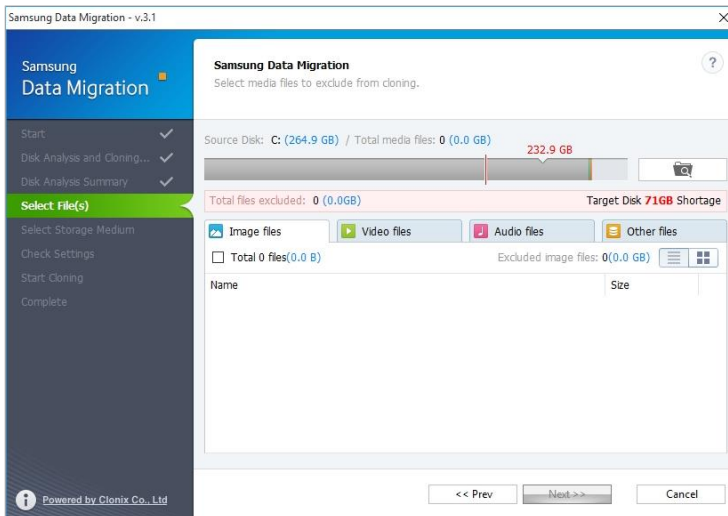 Samsung Data Migration - v.3.1
Samsung
Data Migration
Samsung Data Migration
Select media files to exclude from cloning.
?
Start
Disk Analysis and Cloning...
Disk Analysis Summary
Select File(s)
Select Storage Medium
Check Settings
Start Cloning
Complete
Source Disk: C: (264.9 GB) / Total media files: 0 (0.0 GB)
232.9 GB
Total files excluded: 0 (0.0GB)
Target Disk 71GB Shortage
Image files
Video files
Audio files
Other files
Total 0 files(0.0 B)
Excluded image files: 0(0.0 GB)
Name
Size
Powered by Clonix Co., Ltd
<< Prev
Next >>
Cancel